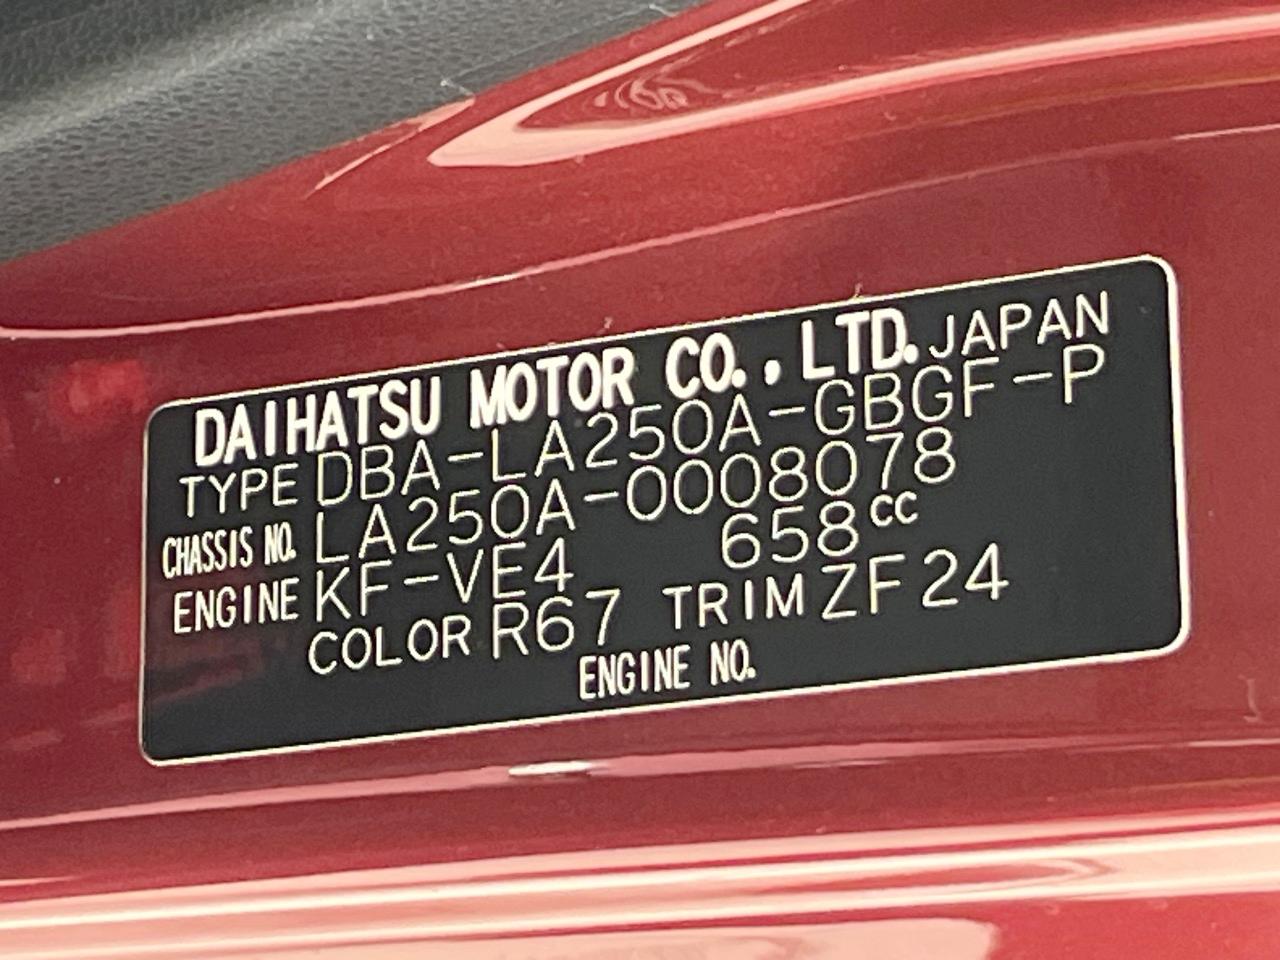 DAIHATSU MOTOR CO., LTD. JAPAN
TYPE DBA-LA250A-GBGF-P
CHASSIS NO. LA250A-0008078
ENGINE KF-VE4 658cc
COLOR R67 TRIM ZF24
ENGINE NO.